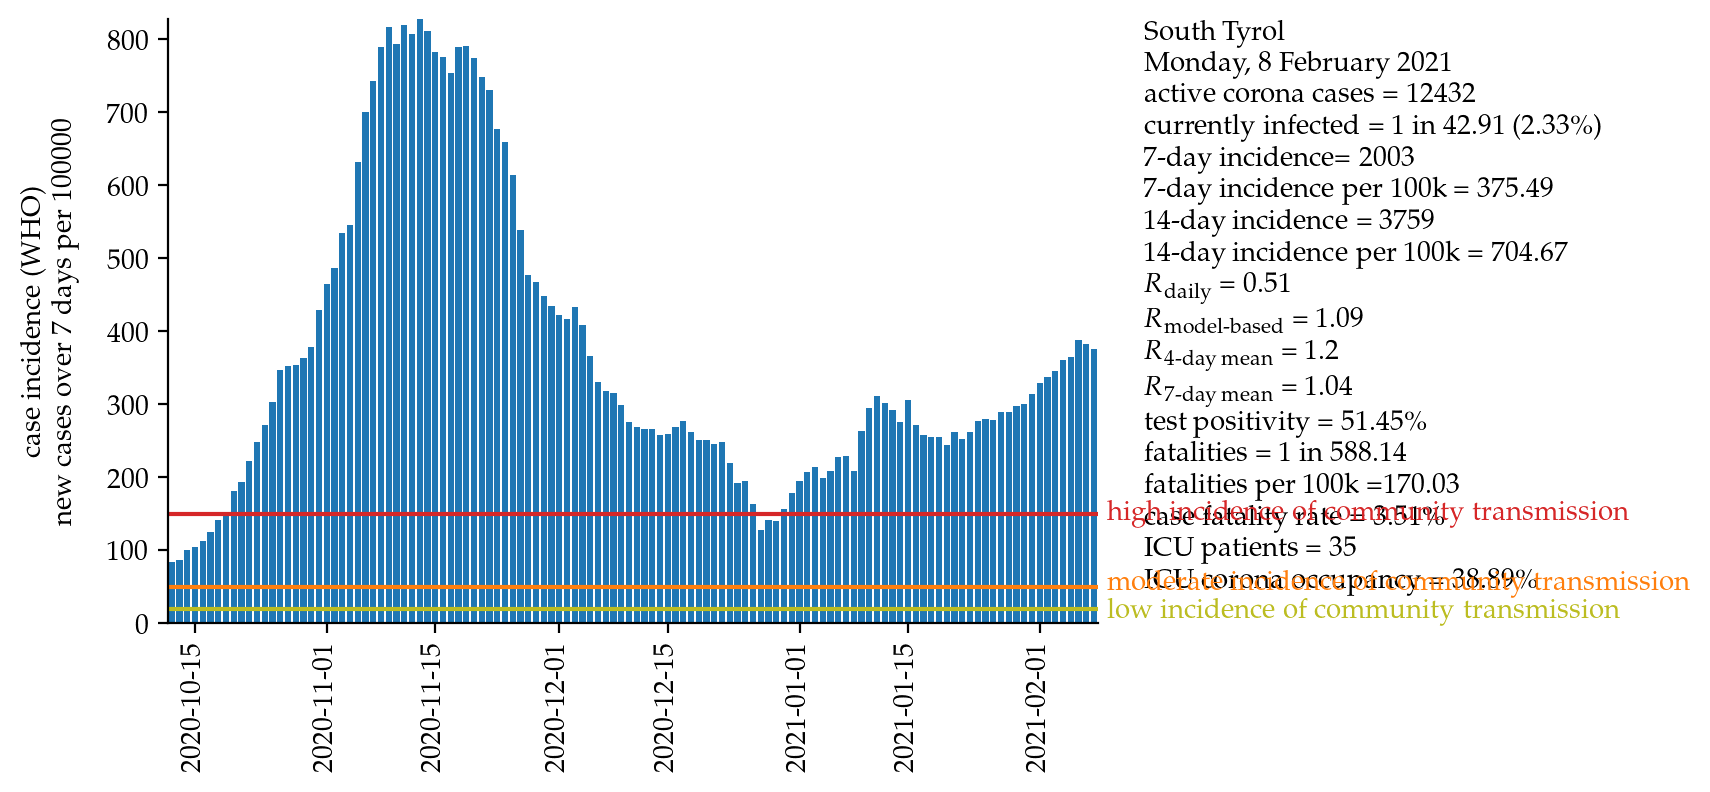 case incidence (WHO)
new cases over 7 days per 100000
800
700
600
500
400
300
200
100
0
2020-10-15
2020-11-01
2020-11-15
2020-12-01
2020-12-15
2021-01-01
2021-01-15
2021-02-01
South Tyrol
Monday, 8 February 2021
active corona cases = 12432
currently infected = 1 in 42.91 (2.33%)
7-day incidence= 2003
7-day incidence per 100k = 375.49
14-day incidence = 3759
14-day incidence per 100k = 704.67
R daily = 0.51
R model-based = 1.09
R 4-day mean = 1.2
R 7-day mean = 1.04
test positivity = 51.45%
fatalities = 1 in 588.14
fatalities per 100k =170.03
high incidence of community transmission
case fatality rate = 3.51%
ICU patients = 35
ICU corona occupancy = 38.89%
moderate incidence of community transmission
low incidence of community transmission